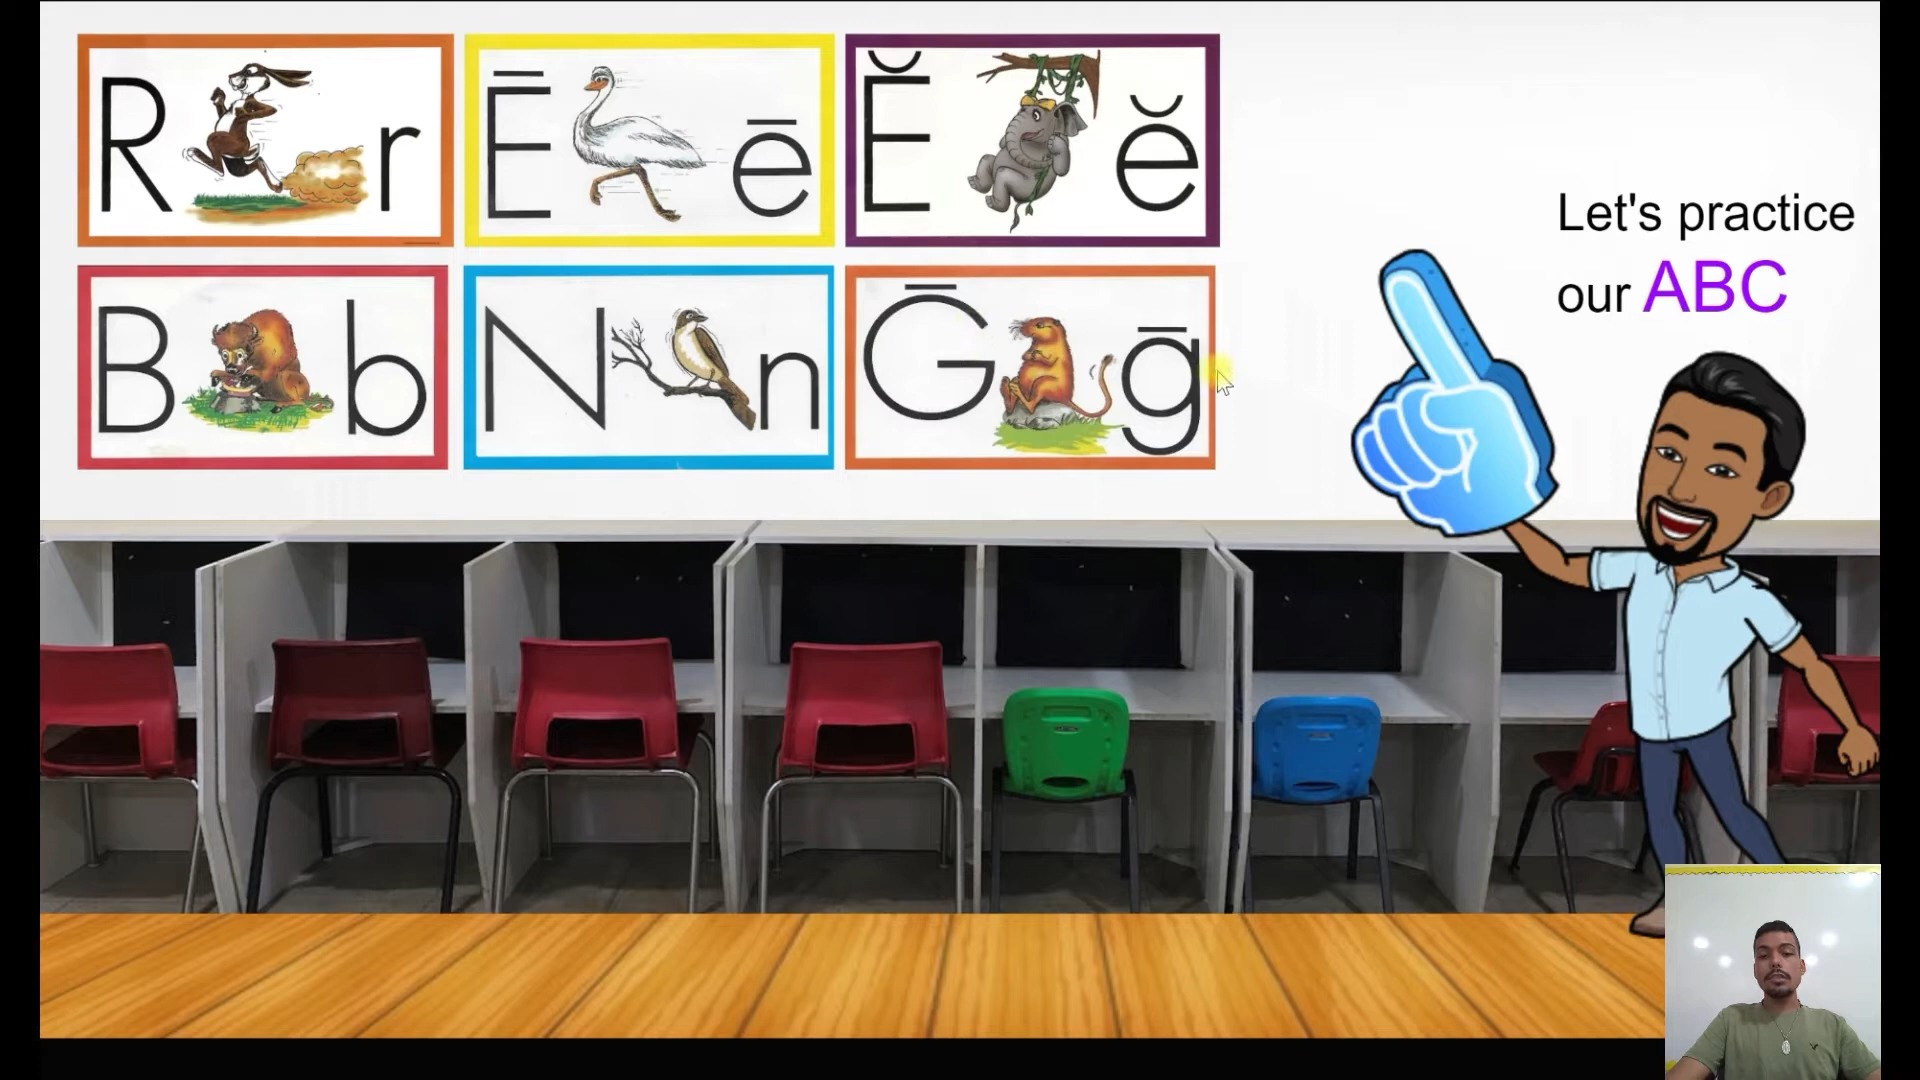 R r
Ē ē
Ĕ ĕ
B b
N n
Ḡ ḡ
Let's practice
our ABC